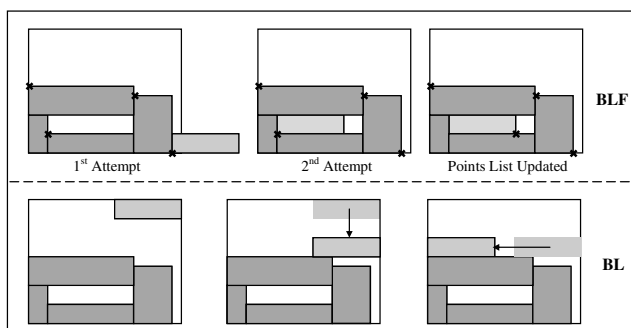 BLF
1st Attempt
2nd Attempt
Points List Updated
BL